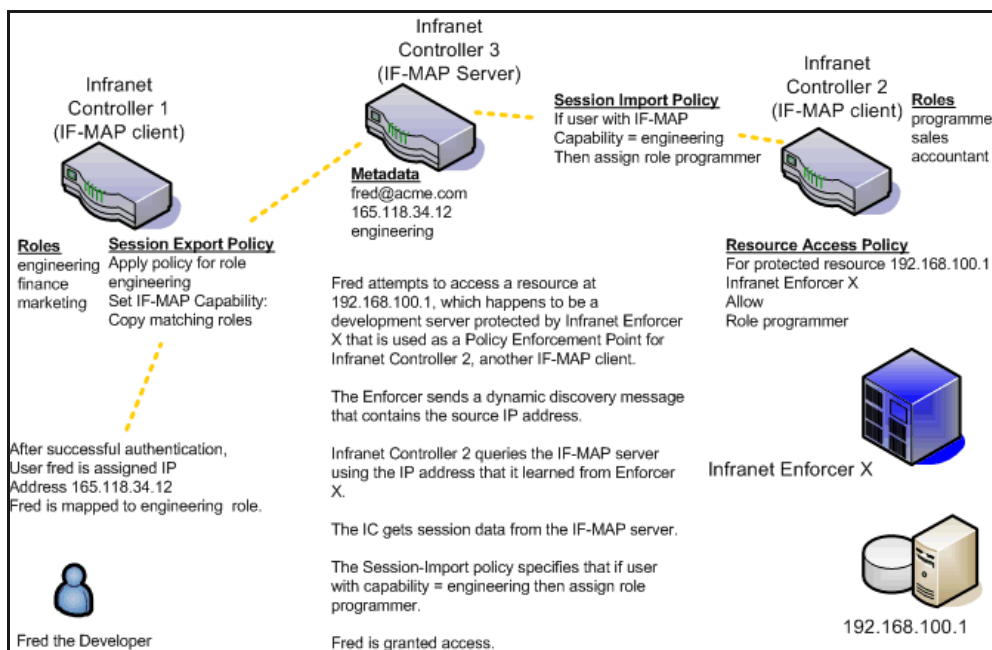 Infranet
Controller 1
(IF-MAP client)
Infranet
Controller 3
(IF-MAP Server)
Infranet
Controller 2
(IF-MAP client)
Session Import Policy
If user with IF-MAP
Capability = engineering
Then assign role programmer
Roles
programme
sales
accountant
Metadata
fred@acme.com
165.118.34.12
engineering
Roles
engineering
finance
marketing
Session Export Policy
Apply policy for role
engineering
Set IF-MAP Capability:
Copy matching roles
Resource Access Policy
For protected resource 192.168.100.1
Infranet Enforcer X
Allow
Role programmer
Fred attempts to access a resource at
192.168.100.1, which happens to be a
development server protected by Infranet Enforcer
X that is used as a Policy Enforcement Point for
Infranet Controller 2, another IF-MAP client.
The Enforcer sends a dynamic discovery message
that contains the source IP address.
Infranet Controller 2 queries the IF-MAP server
using the IP address that it learned from Enforcer
X.
The IC gets session data from the IF-MAP server.
The Session-Import policy specifies that if user
with capability = engineering then assign role
programmer.
Fred is granted access.
After successful authentication,
User fred is assigned IP
Address 165.118.34.12
Fred is mapped to engineering role.
Fred the Developer
Infranet Enforcer X
192.168.100.1